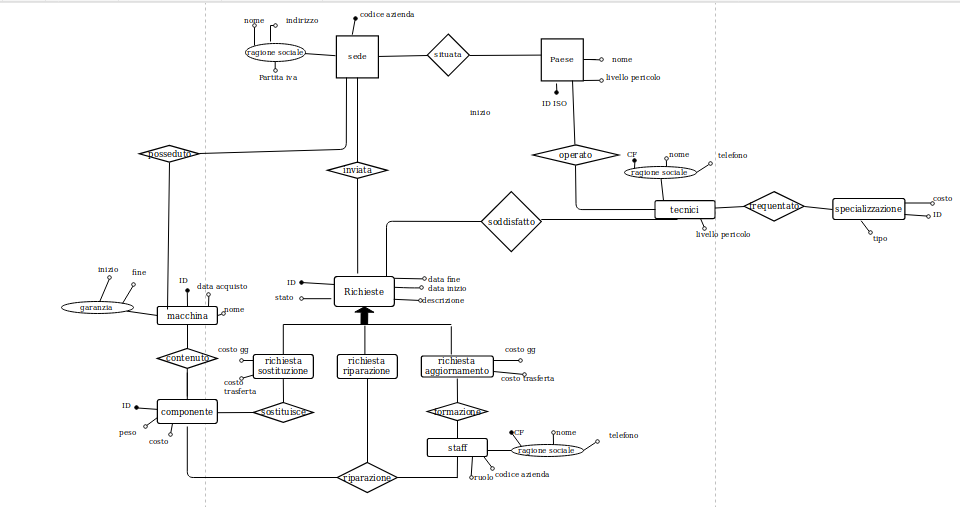 nome
indirizzo
codice azienda
ragione sociale
Partita iva
sede
situata
Paese
nome
livello pericolo
ID ISO
inizio
posseduto
inviata
operato
CF
nome
telefono
ragione sociale
tecnici
livello pericolo
frequentato
specializzazione
costo
ID
tipo
soddisfatto
inizio
fine
garanzia
ID
data acquisto
nome
macchina
ID
stato
Richieste
data fine
data inizio
descrizione
contenuto
costo gg
costo
trasferta
richiesta
sostituzione
richiesta
riparazione
richiesta
aggiornamento
costo gg
costo trasferta
ID
componente
peso
costo
sostituisce
formazione
staff
CF
nome
telefono
ragione sociale
ruolo
codice azienda
riparazione